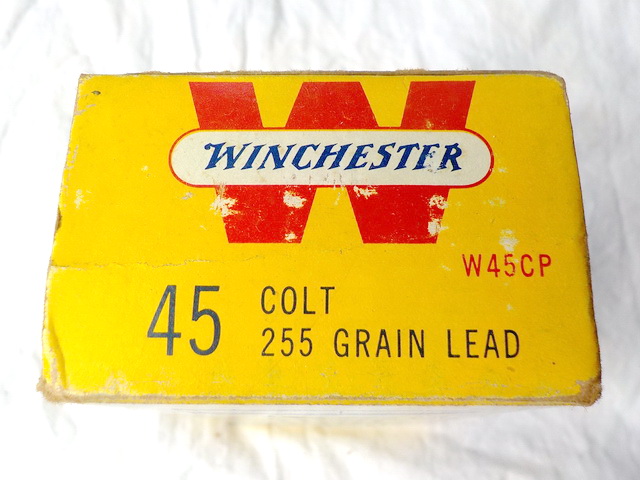 WINCHESTER
W45CP
45 COLT
255 GRAIN LEAD